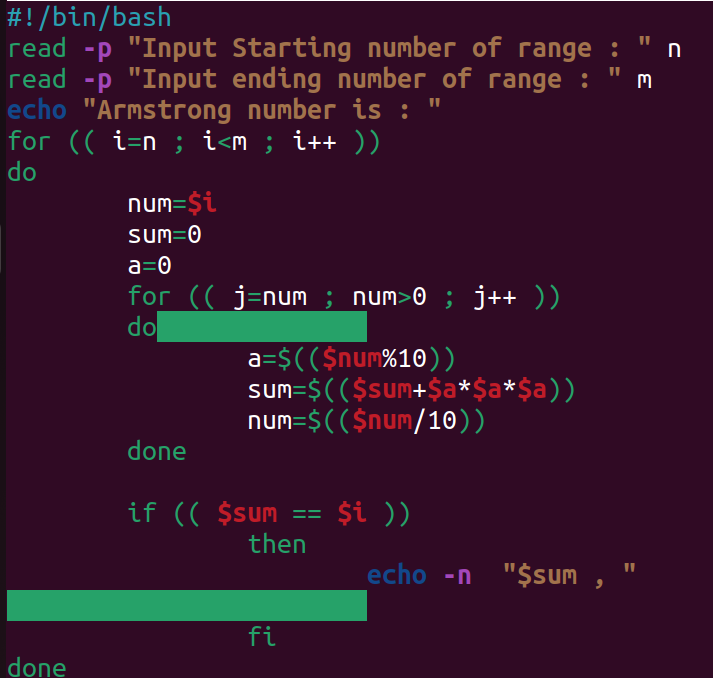 #!/bin/bash
read -p "Input Starting number of range : " n
read -p "Input ending number of range : " m
echo "Armstrong number is : "
for (( i=n ; i<m ; i++ ))
do
        num=$i
        sum=0
        a=0
        for (( j=num ; num>0 ; j++ ))
        do
                a=$(($num%10))
                sum=$(($sum+$a*$a*$a))
                num=$(($num/10))
        done

        if (( $sum == $i ))
                then
                        echo -n  "$sum , "

                fi
done